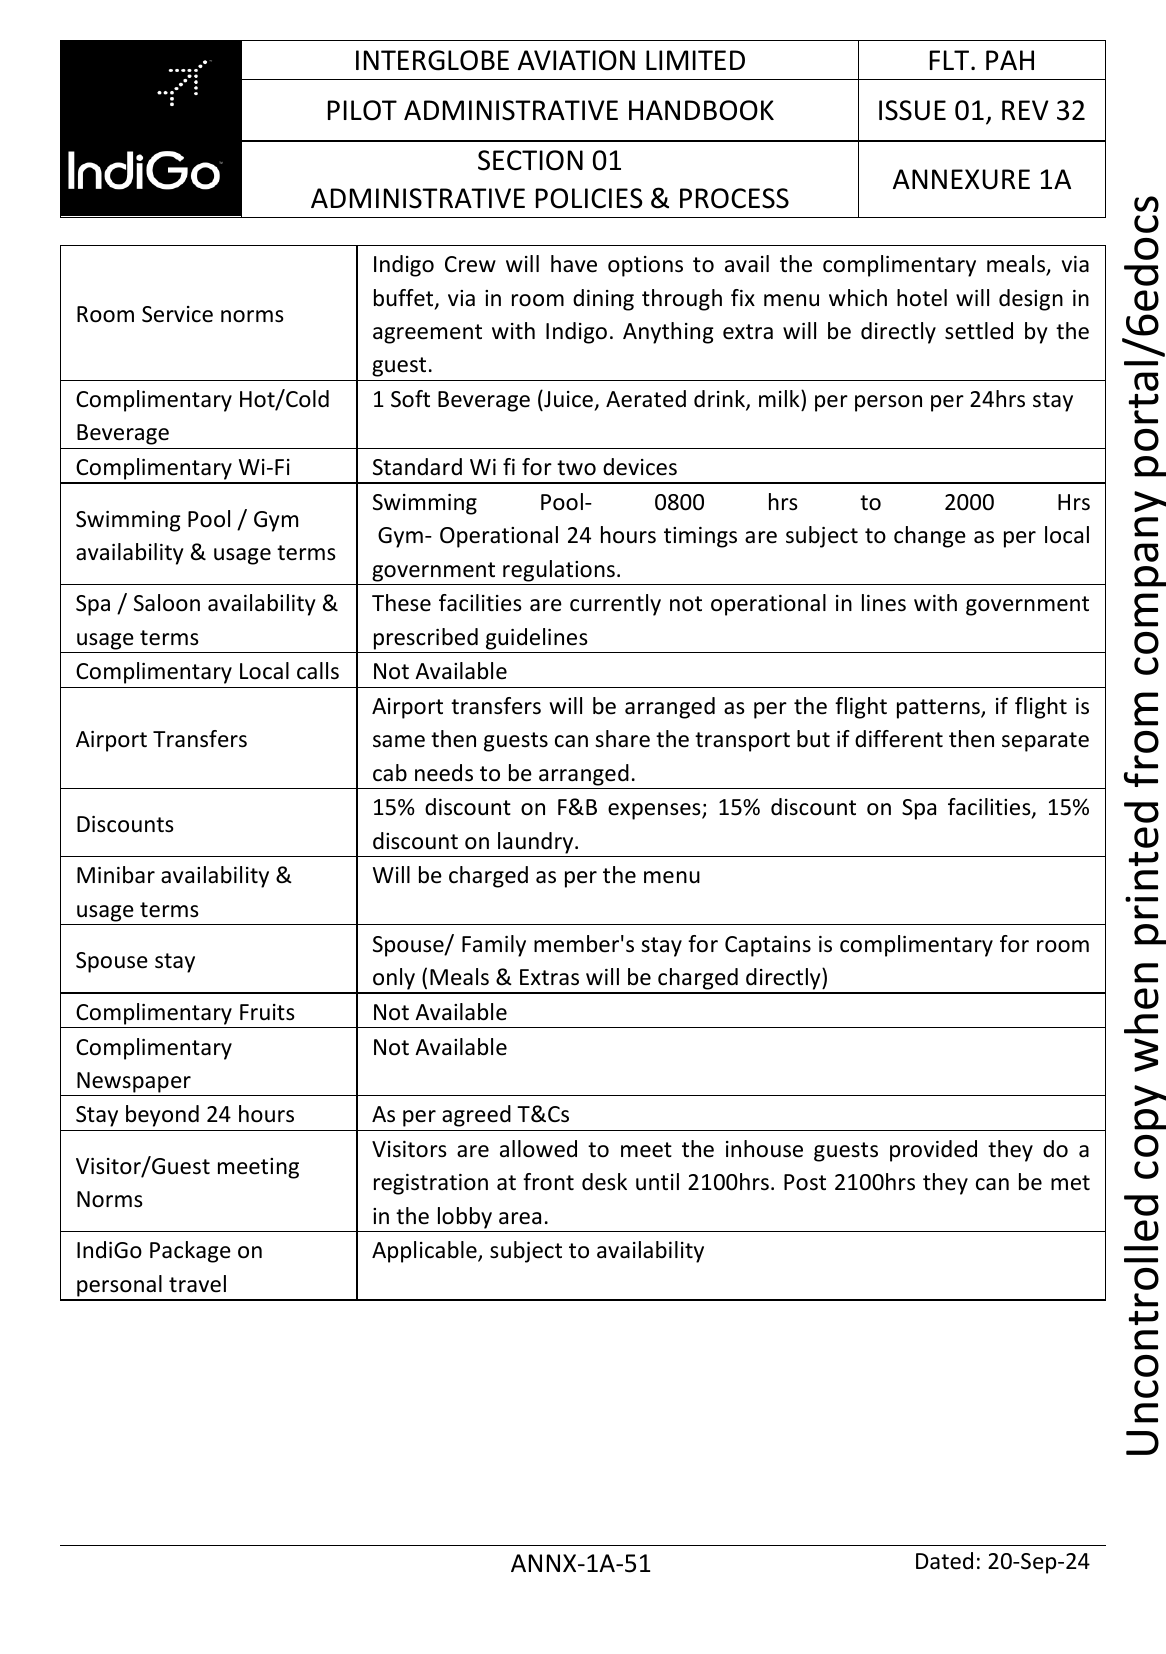 IndiGo
INTERGLOBE AVIATION LIMITED
FLT. PAH
PILOT ADMINISTRATIVE HANDBOOK
ISSUE 01, REV 32
SECTION 01
ADMINISTRATIVE POLICIES & PROCESS
ANNEXURE 1A
Room Service norms
Indigo Crew will have options to avail the complimentary meals, via
buffet, via in room dining through fix menu which hotel will design in
agreement with Indigo. Anything extra will be directly settled by the
guest.
Complimentary Hot/Cold
Beverage
1 Soft Beverage (Juice, Aerated drink, milk) per person per 24hrs stay
Complimentary Wi-Fi
Standard Wi fi for two devices
Swimming Pool / Gym
availability & usage terms
Swimming Pool- 0800 hrs to 2000 Hrs
Gym- Operational 24 hours timings are subject to change as per local
government regulations.
Spa / Saloon availability &
usage terms
These facilities are currently not operational in lines with government
prescribed guidelines
Complimentary Local calls
Not Available
Airport Transfers
Airport transfers will be arranged as per the flight patterns, if flight is
same then guests can share the transport but if different then separate
cab needs to be arranged.
Discounts
15% discount on F&B expenses; 15% discount on Spa facilities, 15%
discount on laundry.
Minibar availability &
usage terms
Will be charged as per the menu
Spouse stay
Spouse/ Family member's stay for Captains is complimentary for room
only (Meals & Extras will be charged directly)
Complimentary Fruits
Not Available
Complimentary
Newspaper
Not Available
Stay beyond 24 hours
As per agreed T&Cs
Visitor/Guest meeting
Norms
Visitors are allowed to meet the inhouse guests provided they do a
registration at front desk until 2100hrs. Post 2100hrs they can be met
in the lobby area.
IndiGo Package on
personal travel
Applicable, subject to availability
Uncontrolled copy when printed from company portal/6edocs
ANNX-1A-51
Dated: 20-Sep-24